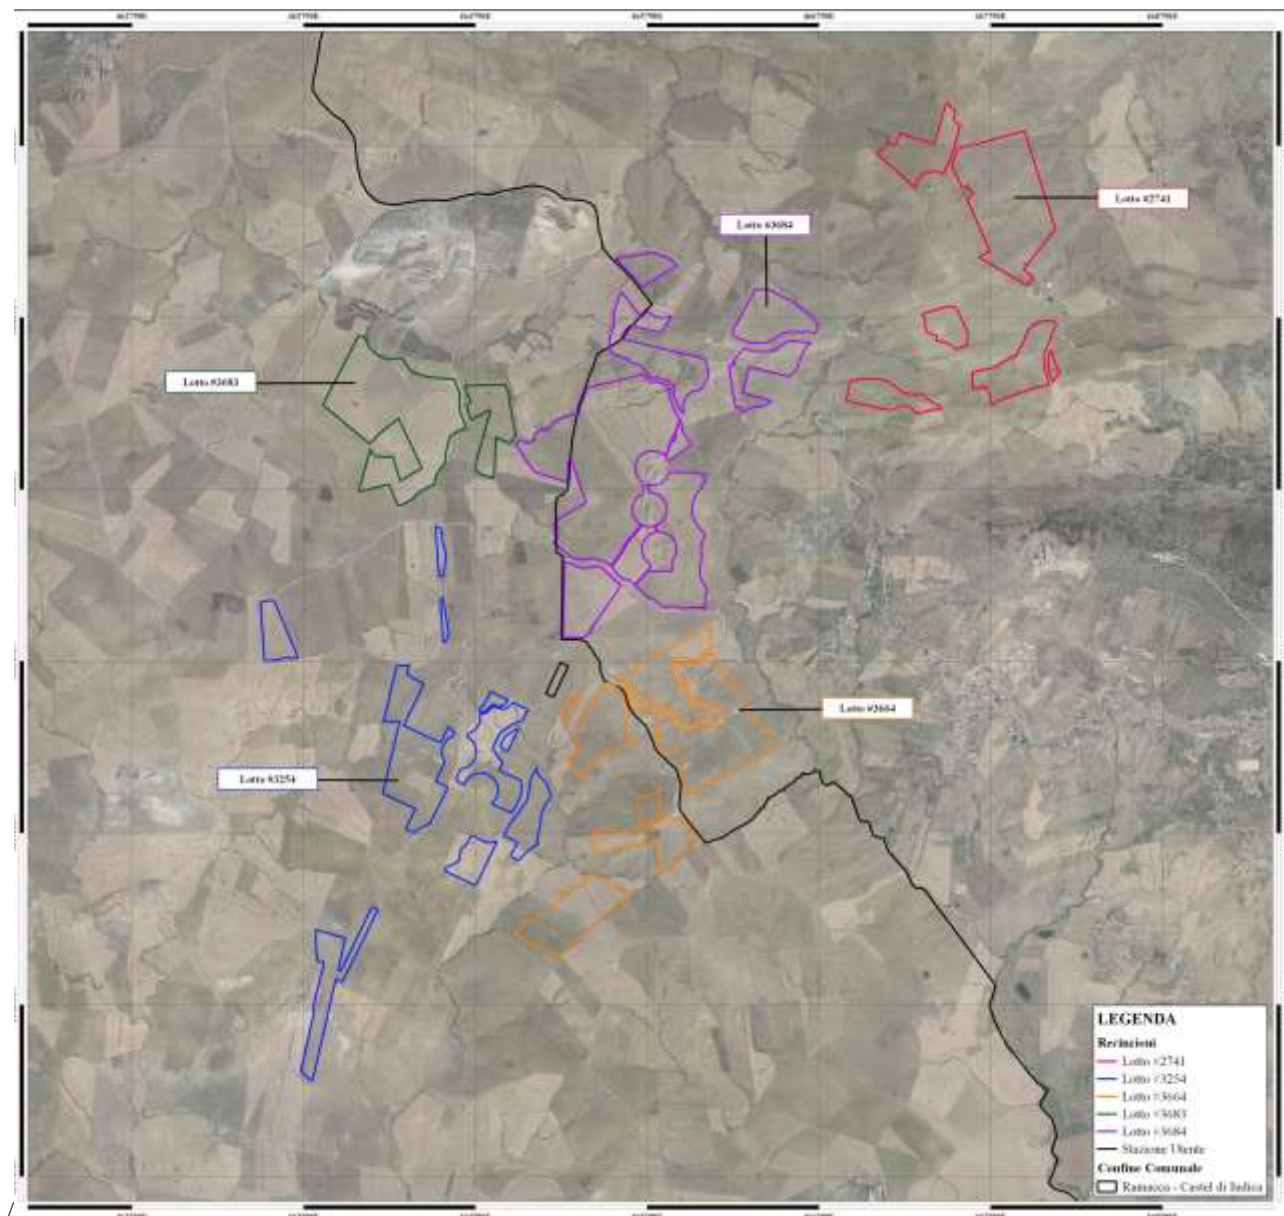 Lotto #2741
Lotto #3684
Lotto #3683
Lotto #3664
Lotto #3254
LEGENDA
Recinzioni
Lotto #2741
Lotto #3254
Lotto #3664
Lotto #3683
Lotto #3684
Stazione Utente
Confine Comunale
Ramacca - Castel di Iudica